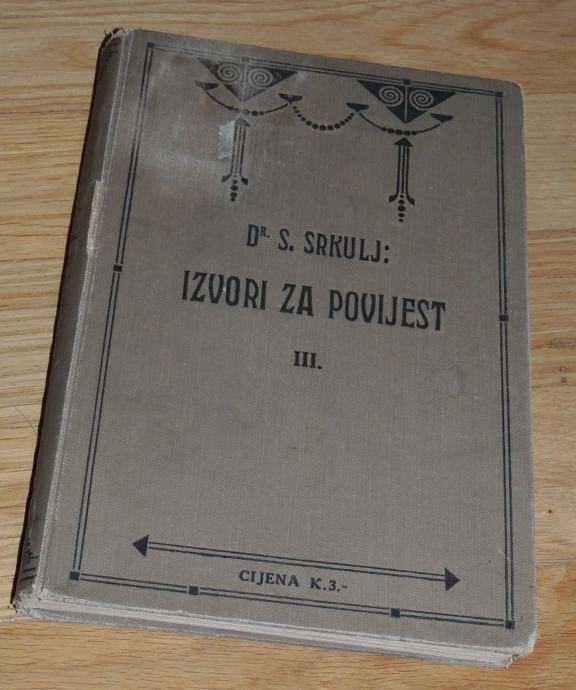 Dr. S. SRKULJ:
IZVORI ZA POVIJEST
III.
CIJENA K.3.-